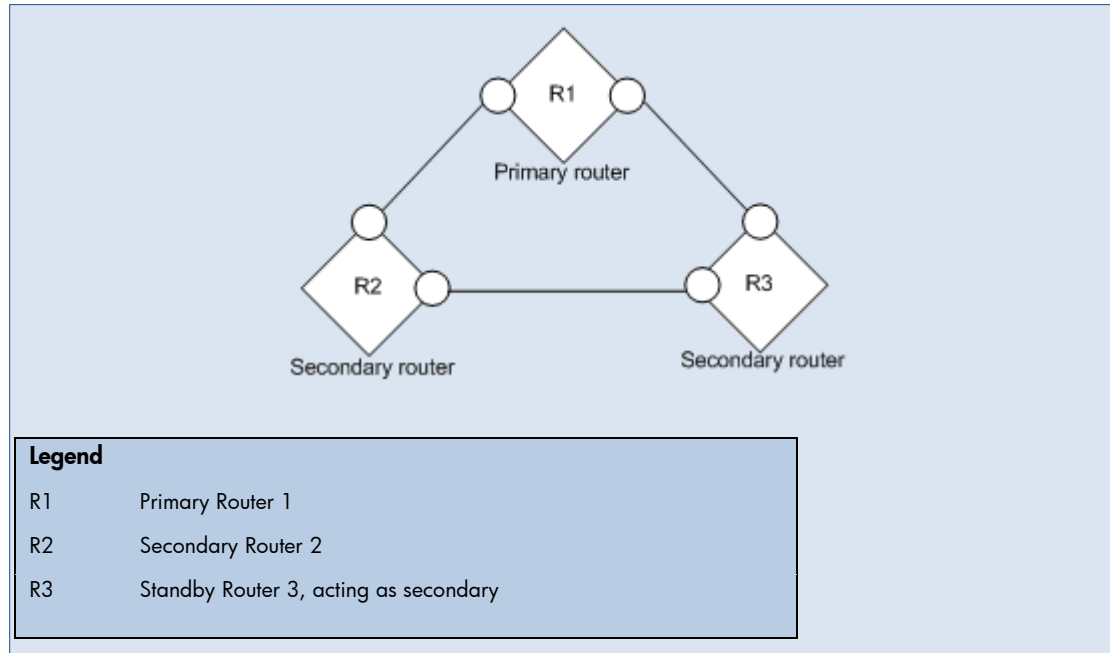 R1
Primary router
R2
R3
Secondary router
Secondary router
Legend
R1 Primary Router 1
R2 Secondary Router 2
R3 Standby Router 3, acting as secondary